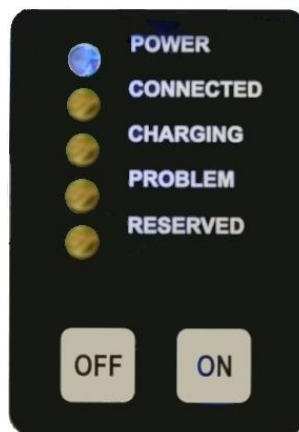 POWER
CONNECTED
CHARGING
PROBLEM
RESERVED
OFF ON